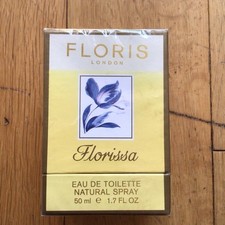 FLORIS
LONDON
Florissa
EAU DE TOILETTE
NATURAL SPRAY
50 ml e 1.7 FL OZ